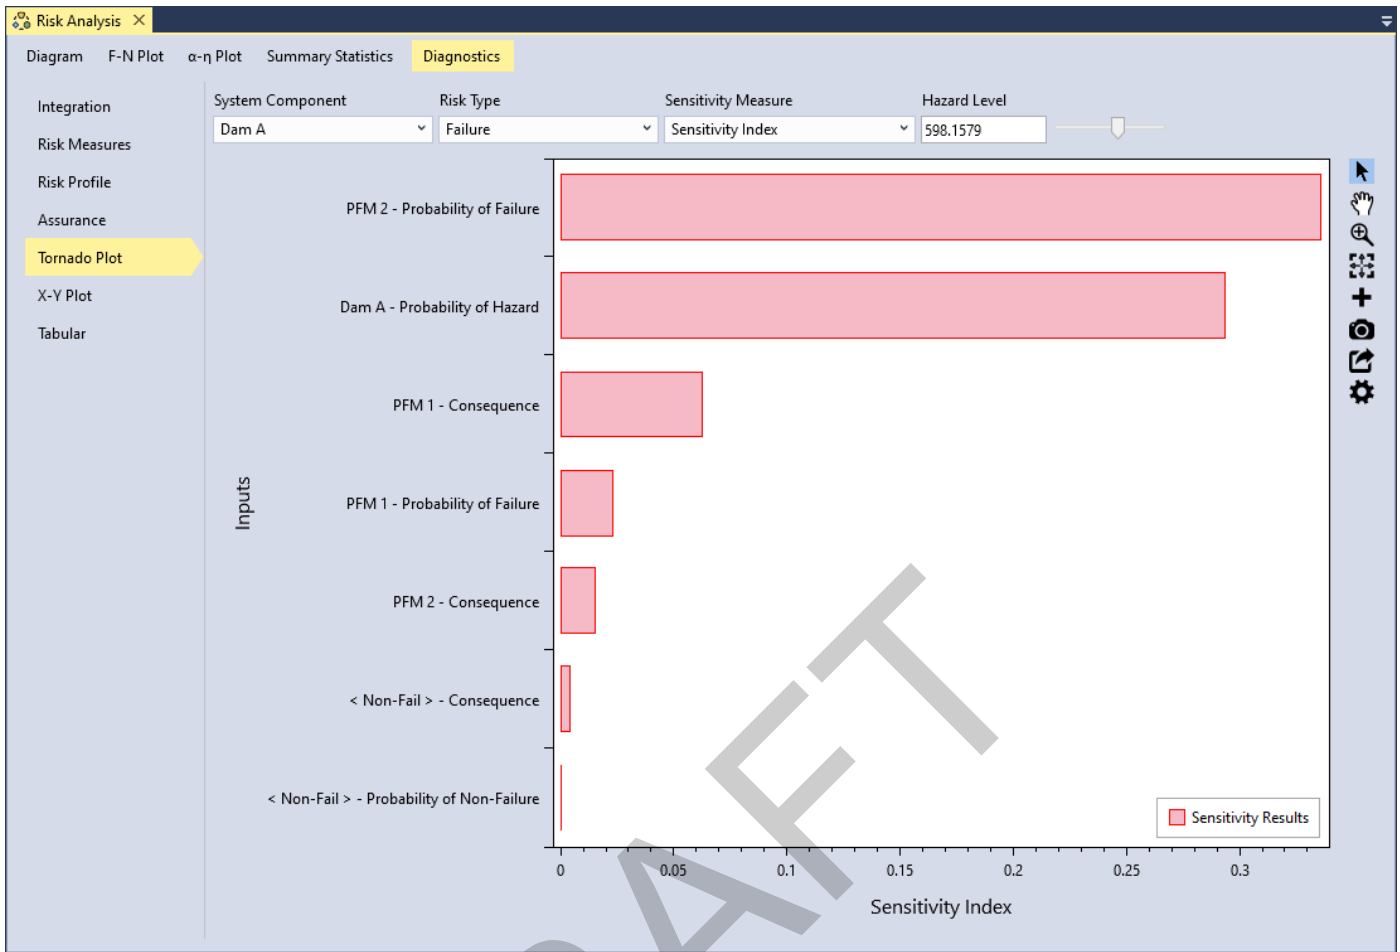 Risk Analysis
Diagram F-N Plot α-η Plot Summary Statistics Diagnostics
Integration
Risk Measures
Risk Profile
Assurance
Tornado Plot
X-Y Plot
Tabular
System Component Risk Type Sensitivity Measure Hazard Level
Dam A Failure Sensitivity Index 598.1579
PFM 2 - Probability of Failure
Dam A - Probability of Hazard
PFM 1 - Consequence
PFM 1 - Probability of Failure
PFM 2 - Consequence
< Non-Fail > - Consequence
< Non-Fail > - Probability of Non-Failure
Inputs
Sensitivity Results
0 0.05 0.1 0.15 0.2 0.25 0.3
Sensitivity Index
RAFT